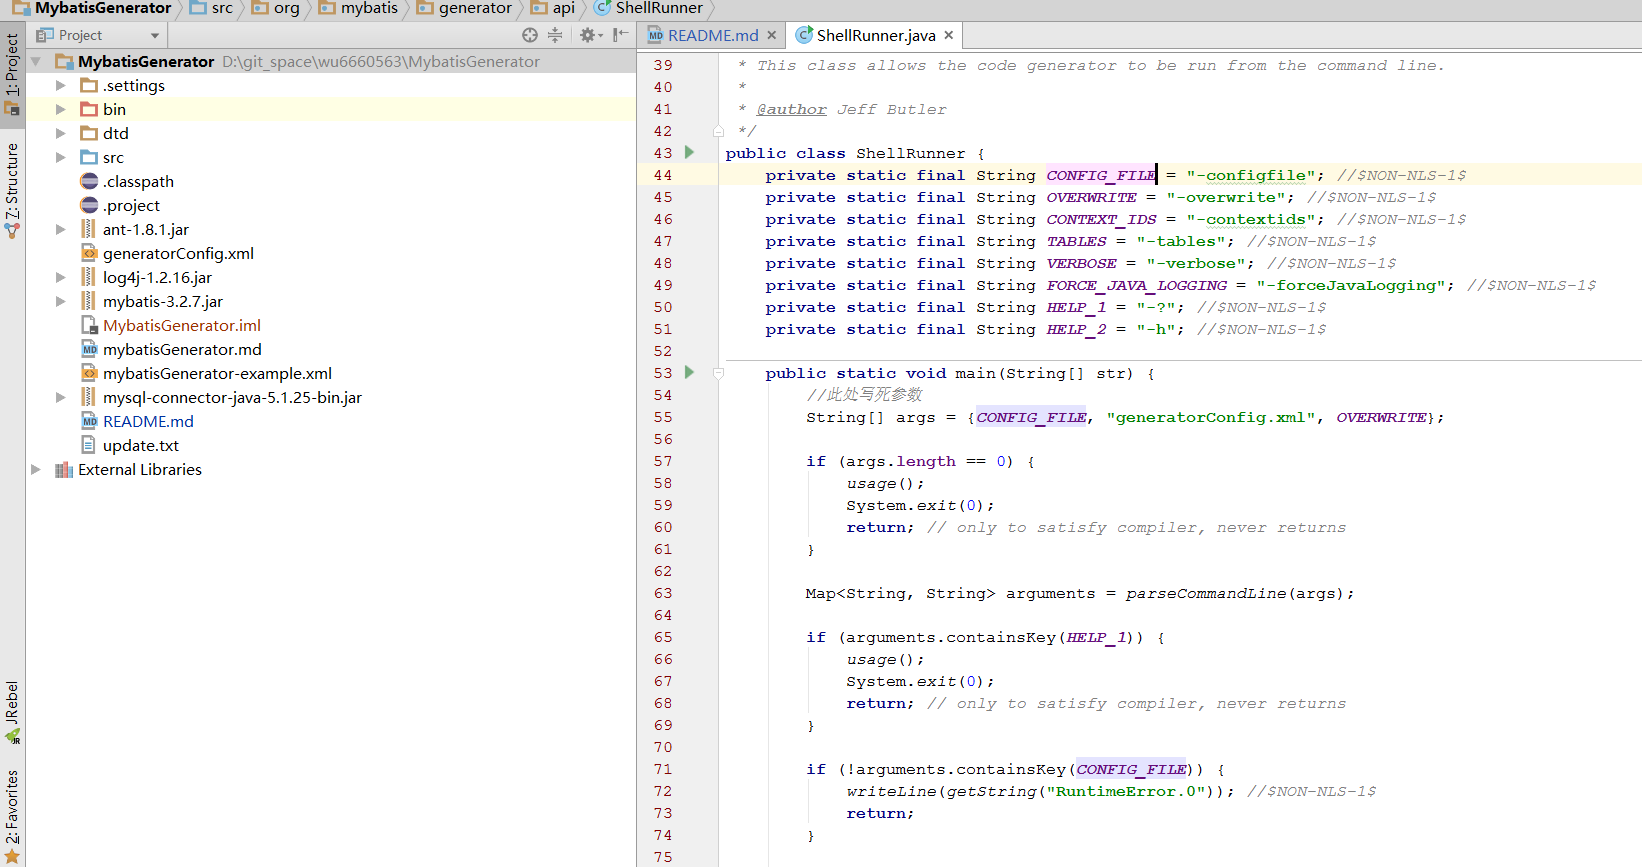 MybatisGenerator src org mybatis generator api ShellRunner
Project
README.md
ShellRunner.java
1: Project
7: Structure
JRebel
2: Favorites
MybatisGenerator D:\git_space\wu6660563\MybatisGenerator
.settings
bin
dtd
src
.classpath
.project
ant-1.8.1.jar
generatorConfig.xml
log4j-1.2.16.jar
mybatis-3.2.7.jar
MybatisGenerator.iml
mybatisGenerator.md
mybatisGenerator-example.xml
mysql-connector-java-5.1.25-bin.jar
README.md
update.txt
External Libraries
39 * This class allows the code generator to be run from the command line.
40 *
41 * @author Jeff Butler
42 */
43 public class ShellRunner {
44 private static final String CONFIG_FILE = "-configfile"; //$NON-NLS-1$
45 private static final String OVERWRITE = "-overwrite"; //$NON-NLS-1$
46 private static final String CONTEXT_IDS = "-contextids"; //$NON-NLS-1$
47 private static final String TABLES = "-tables"; //$NON-NLS-1$
48 private static final String VERBOSE = "-verbose"; //$NON-NLS-1$
49 private static final String FORCE_JAVA_LOGGING = "-forceJavaLogging"; //$NON-NLS-1$
50 private static final String HELP_1 = "-?"; //$NON-NLS-1$
51 private static final String HELP_2 = "-h"; //$NON-NLS-1$
52
53 public static void main(String[] str) {
54 //此处写死参数
55 String[] args = {CONFIG_FILE, "generatorConfig.xml", OVERWRITE};
56
57 if (args.length == 0) {
58 usage();
59 System.exit(0);
60 return; // only to satisfy compiler, never returns
61 }
62
63 Map<String, String> arguments = parseCommandLine(args);
64
65 if (arguments.containsKey(HELP_1)) {
66 usage();
67 System.exit(0);
68 return; // only to satisfy compiler, never returns
69 }
70
71 if (!arguments.containsKey(CONFIG_FILE)) {
72 writeLine(getString("RuntimeError.0")); //$NON-NLS-1$
73 return;
74 }
75